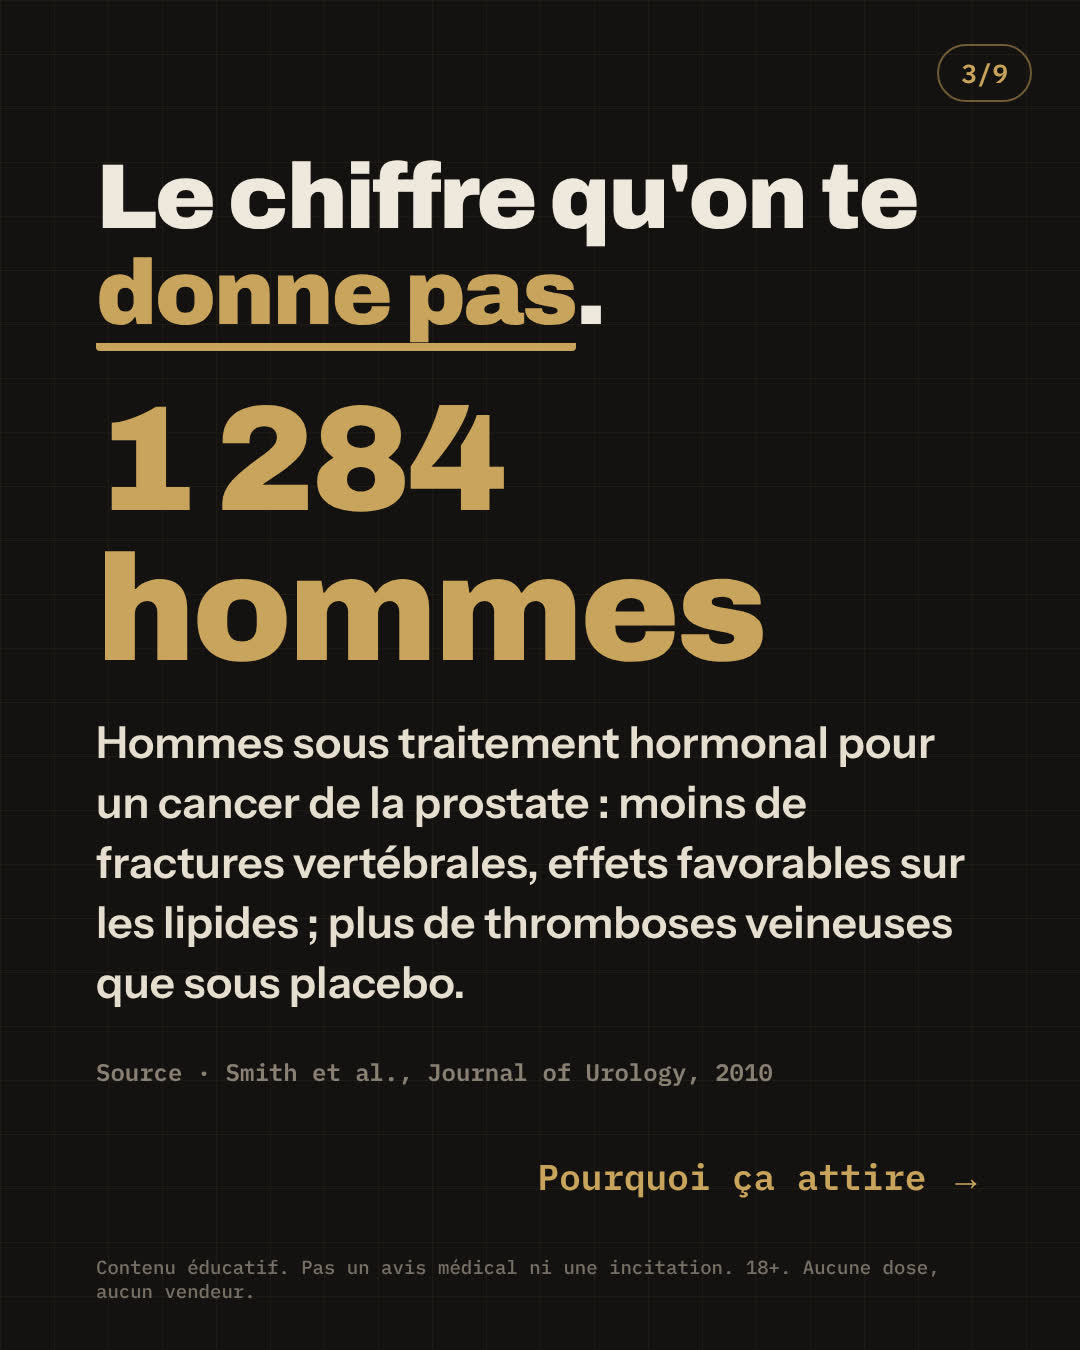 3/9
Le chiffre qu'on te
donne pas.
1 284
hommes
Hommes sous traitement hormonal pour
un cancer de la prostate : moins de
fractures vertébrales, effets favorables sur
les lipides ; plus de thromboses veineuses
que sous placebo.
Source · Smith et al., Journal of Urology, 2010
Pourquoi ça attire →
Contenu éducatif. Pas un avis médical ni une incitation. 18+. Aucune dose,
aucun vendeur.